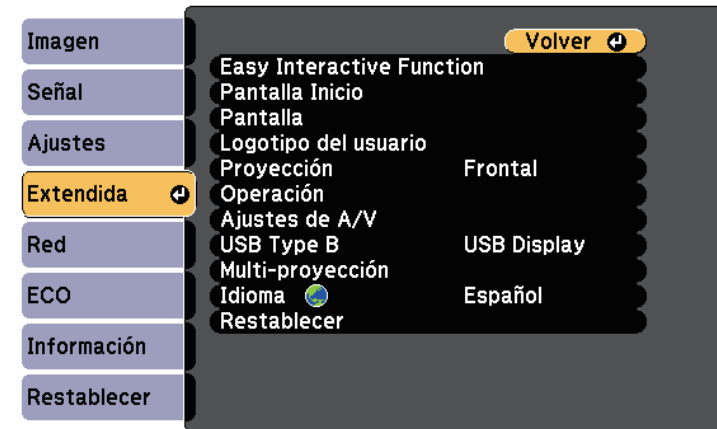 Imagen
Señal
Ajustes
Extendida
Red
ECO
Información
Restablecer
Volver
Easy Interactive Function
Pantalla Inicio
Pantalla
Logotipo del usuario
Proyección Frontal
Operación
Ajustes de A/V
USB Type B USB Display
Multi-proyección
Idioma Español
Restablecer